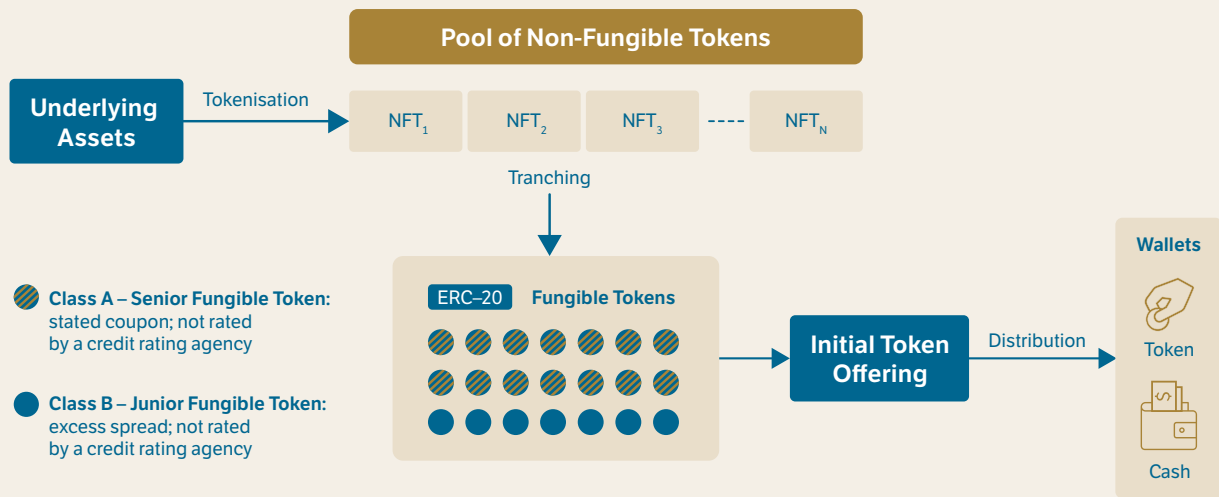 Pool of Non-Fungible Tokens
Underlying
Assets
Tokenisation
NFT₁
NFT₂
NFT₃
NFT_N
Tranching
Class A – Senior Fungible Token:
stated coupon; not rated
by a credit rating agency
Class B – Junior Fungible Token:
excess spread; not rated
by a credit rating agency
ERC–20 Fungible Tokens
Initial Token
Offering
Distribution
Wallets
Token
$
Cash